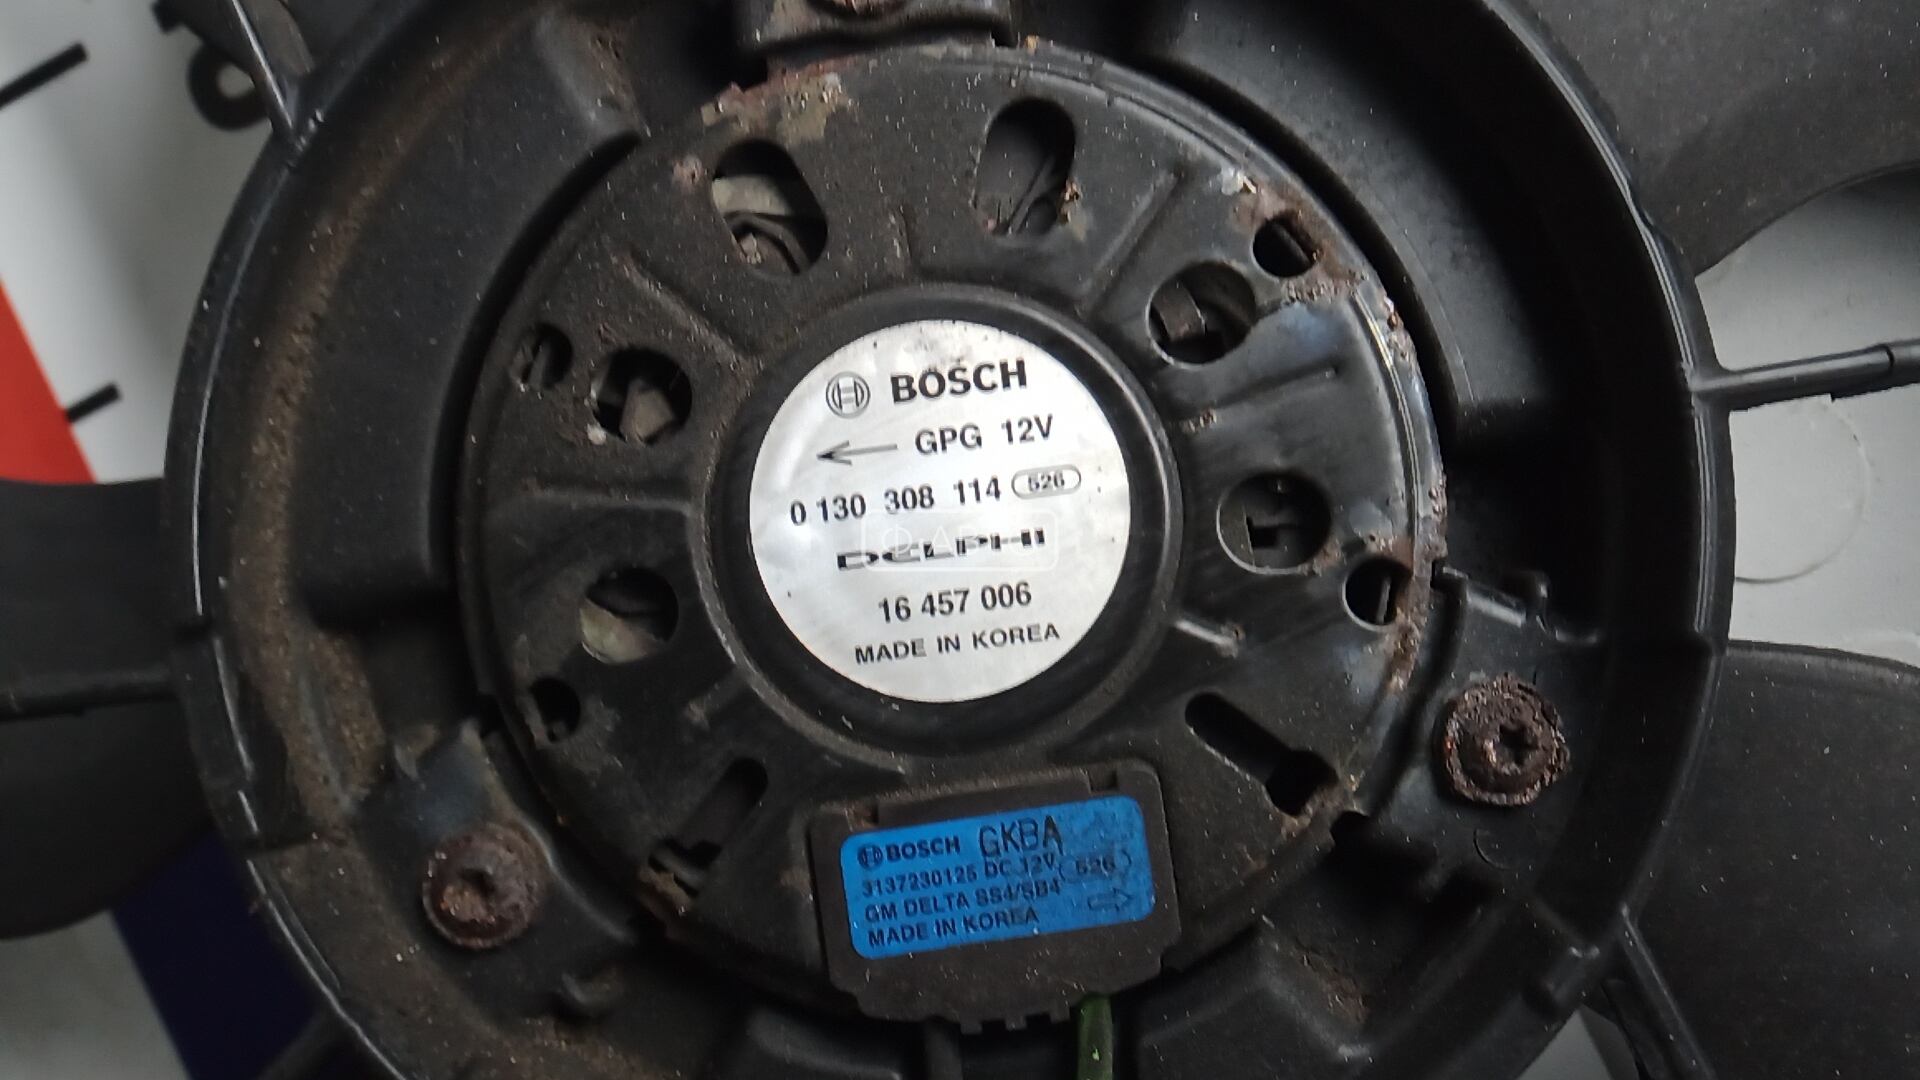 BOSCH
GPG 12V
0 130 308 114 526
DELPHI
16 457 006
MADE IN KOREA
BOSCH GKBA
3137230125 DC 12V 526
GM DELTA SS4/SB4
MADE IN KOREA